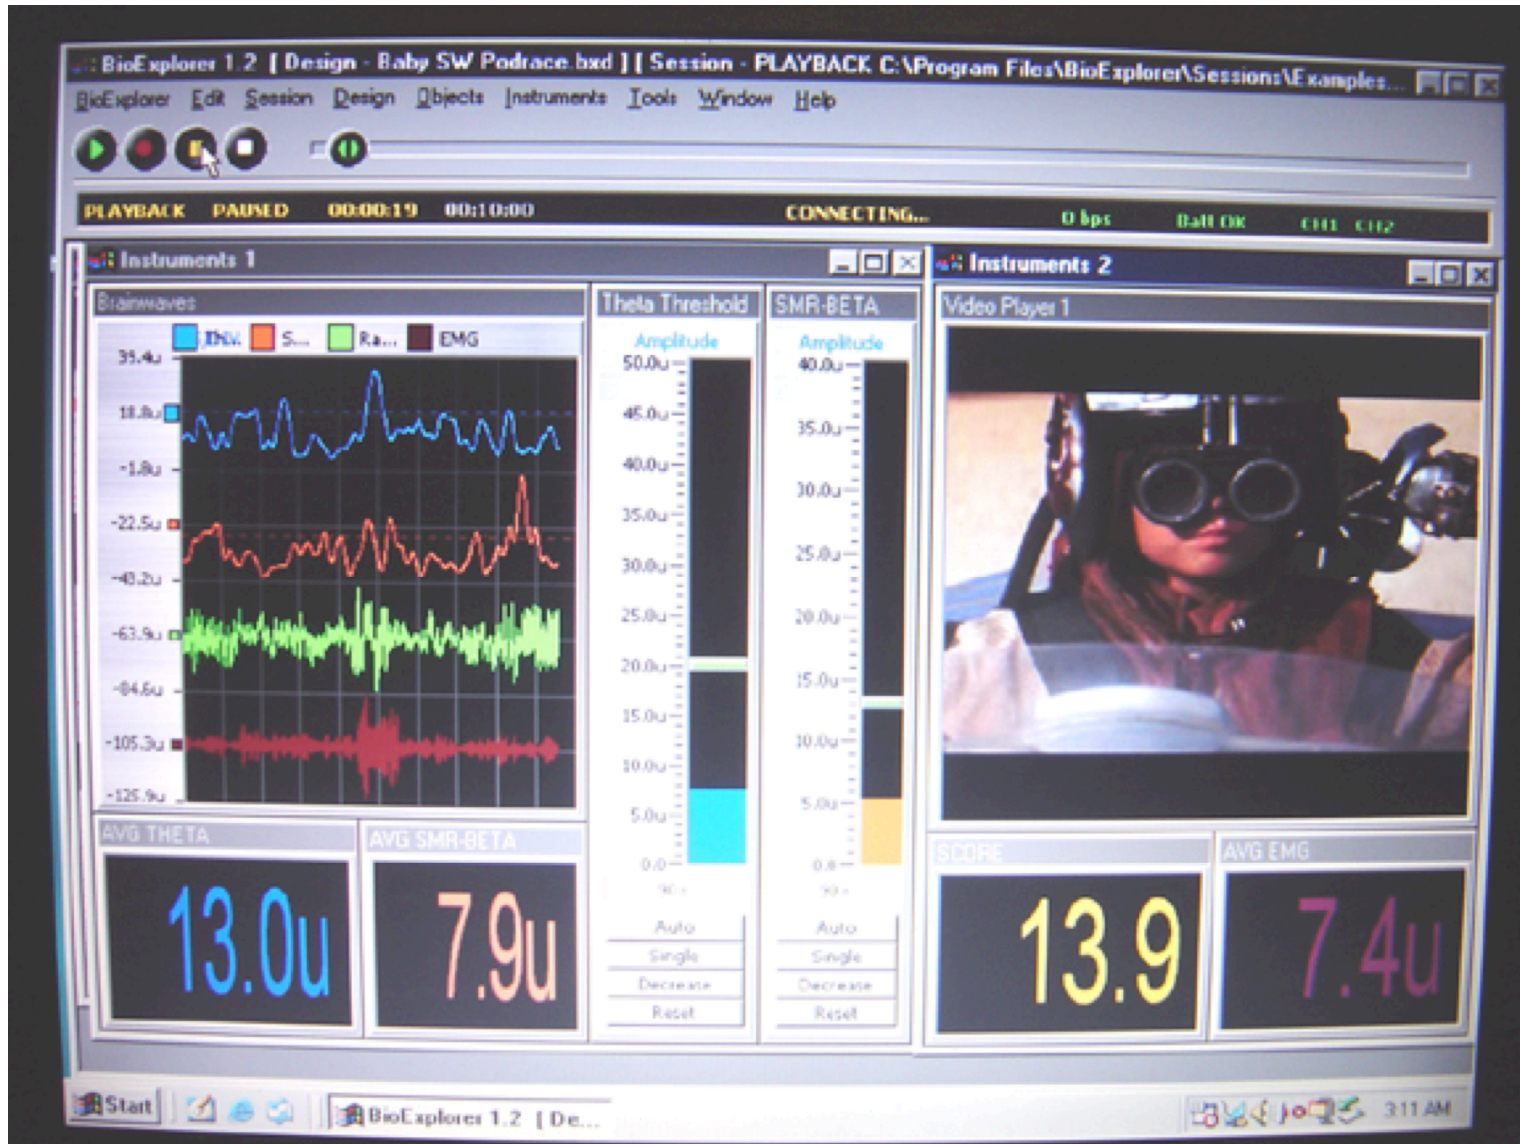 BioExplorer 1.2 [ Design - Baby SW Podrace.bxd ] [ Session - PLAYBACK C:\Program Files\BioExplorer\Sessions\Examples...
BioExplorer Edit Session Design Objects Instruments Tools Window Help
PLAYBACK PAUSED 00:00:19 00:10:00 CONNECTING... 0 bps Batt OK CH1 CH2
Instruments 1
Brainwaves
S... Ra... EMG
39.4u
18.8u
-1.8u
-22.5u
-43.2u
-63.9u
-84.6u
-105.3u
-125.9u
Theta Threshold
Amplitude
50.0u
45.0u
40.0u
35.0u
30.0u
25.0u
20.0u
15.0u
10.0u
5.0u
0.0
Auto
Single
Decrease
Reset
SMR-BETA
Amplitude
40.0u
35.0u
30.0u
25.0u
20.0u
15.0u
10.0u
5.0u
0.0
Auto
Single
Decrease
Reset
AVG THETA
13.0u
AVG SMR-BETA
7.9u
Instruments 2
Video Player 1
SCORE
13.9
AVG EMG
7.4u
Start BioExplorer 1.2 [ De... 3:11 AM